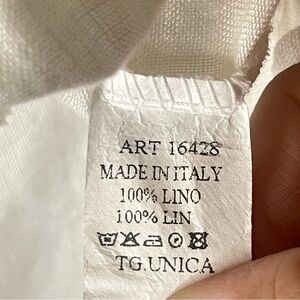 ART 16428
MADE IN ITALY
100% LINO
100% LIN
TG.UNICA